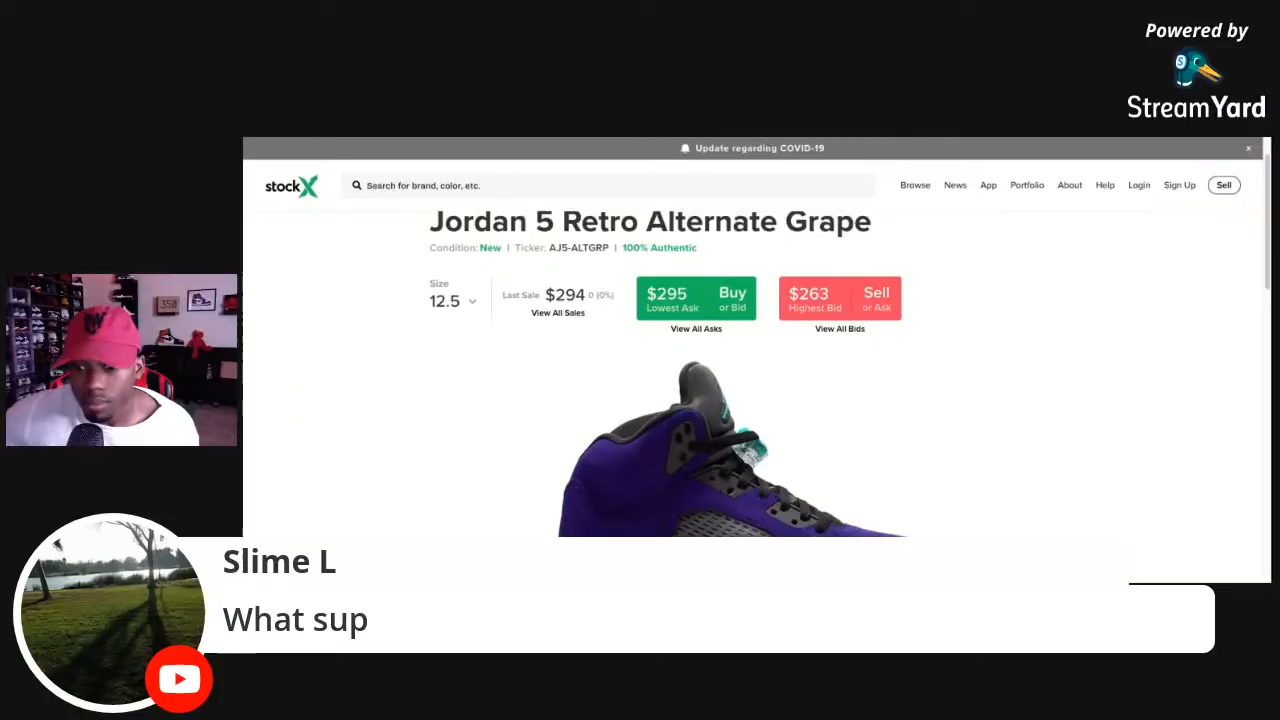 Powered by
StreamYard
Update regarding COVID-19 ×
stockX
Search for brand, color, etc.
Browse News App Portfolio About Help Login Sign Up Sell
Jordan 5 Retro Alternate Grape
Condition: New | Ticker: AJ5-ALTGRP | 100% Authentic
Size
12.5
Last Sale $294 0 (0%)
View All Sales
$295 Buy
Lowest Ask or Bid
View All Asks
$263 Sell
Highest Bid or Ask
View All Bids
350
Slime L
What sup